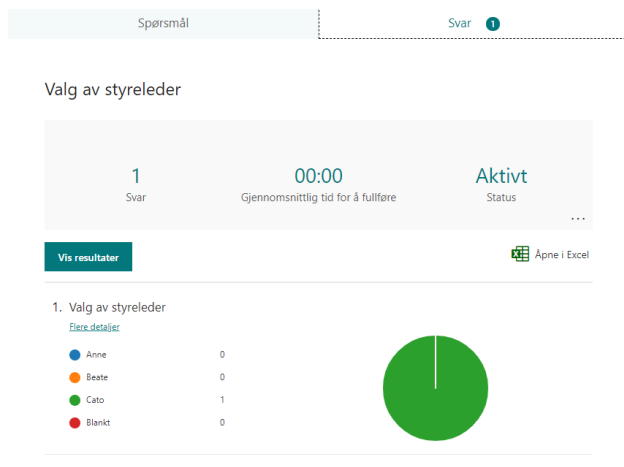 Spørsmål
Svar 1
Valg av styreleder
1 00:00 Aktivt
Svar Gjennomsnittlig tid for å fullføre Status
...
Vis resultater
Åpne i Excel
1. Valg av styreleder
Flere detaljer
Anne 0
Beate 0
Cato 1
Blankt 0